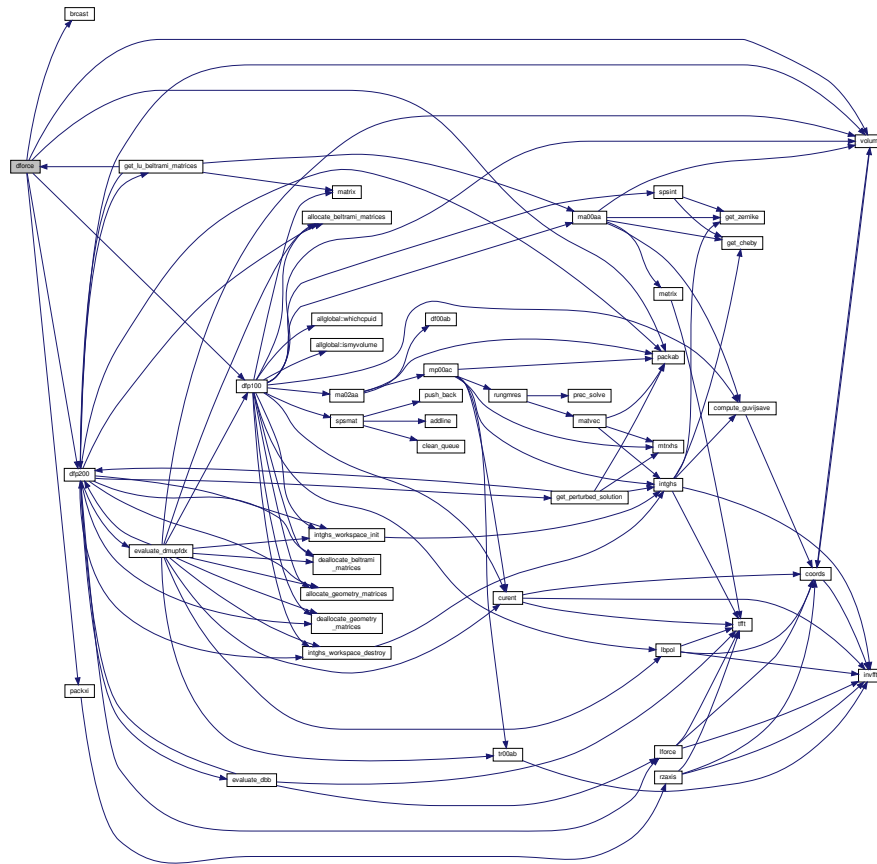 brcast
dforce
get_lu_beltrami_matrices
volume
matrix
spsint
allocate_beltrami_matrices
ma00aa
get_zernike
get_cheby
metrix
allglobal::whichcpuid
df00ab
allglobal::ismyvolume
packab
mp00ac
dfp100
ma02aa
push_back
rungmres
prec_solve
compute_guvijsave
spsmat
addline
matvec
clean_queue
mtrxhs
dfp200
intghs
get_perturbed_solution
intghs_workspace_init
evaluate_dmupfdx
deallocate_beltrami
_matrices
coords
allocate_geometry_matrices
curent
deallocate_geometry
_matrices
tfft
intghs_workspace_destroy
lbpol
invfft
packxi
lforce
tr00ab
rzaxis
evaluate_dbb